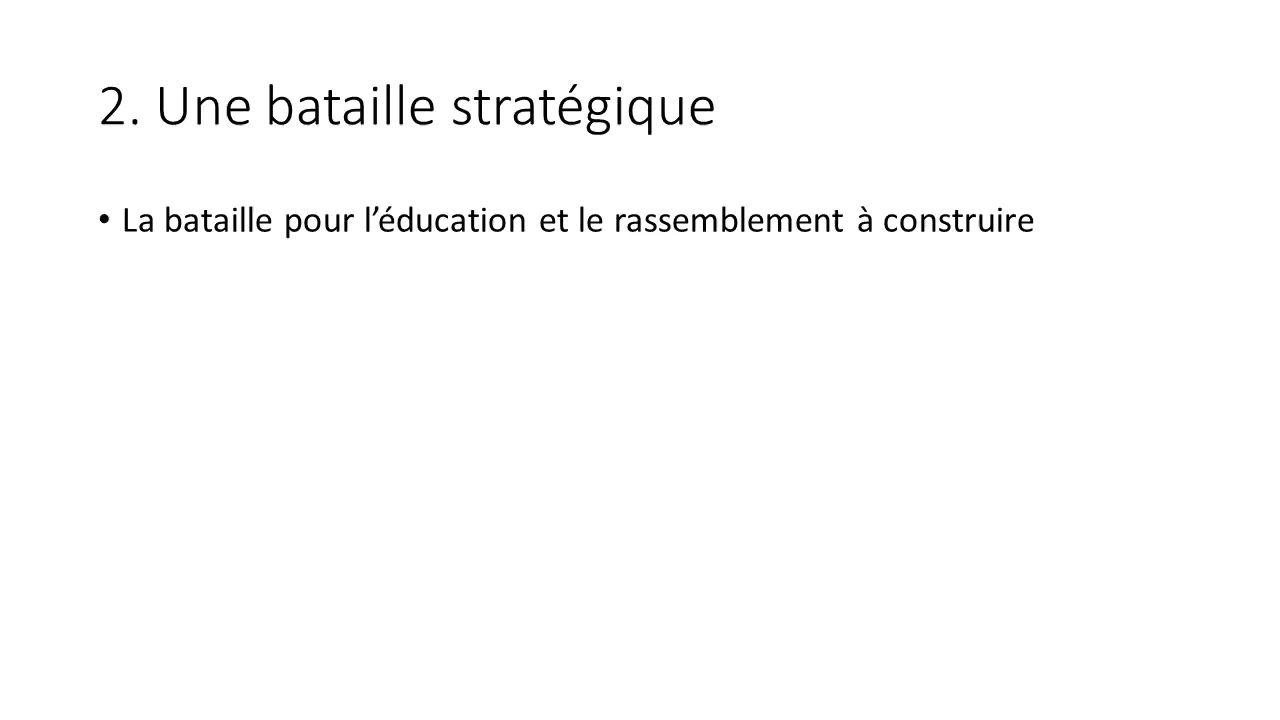 2. Une bataille stratégique
• La bataille pour l’éducation et le rassemblement à construire